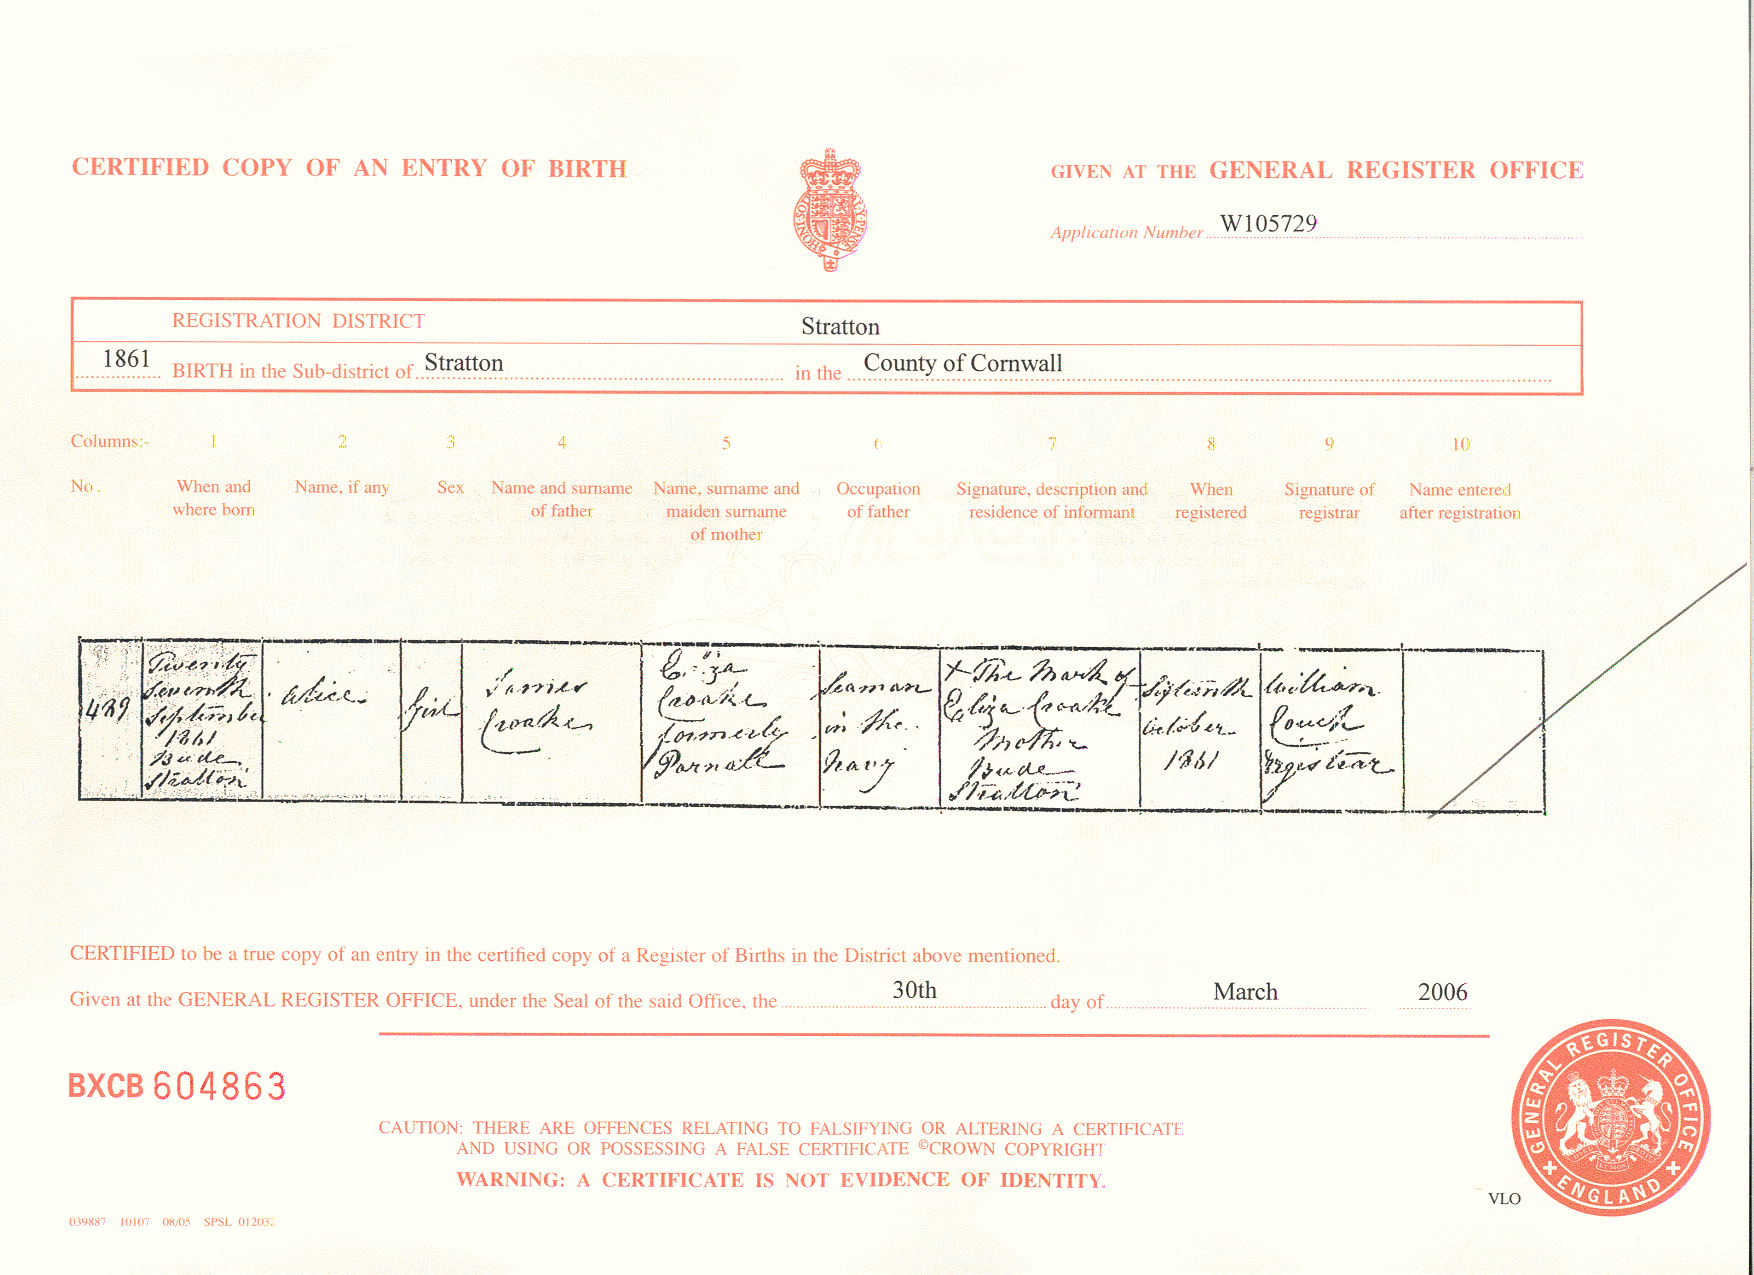 CERTIFIED COPY OF AN ENTRY OF BIRTH
GIVEN AT THE GENERAL REGISTER OFFICE
Application Number W105729
REGISTRATION DISTRICT Stratton
1861 BIRTH in the Sub-district of Stratton in the County of Cornwall
Columns:- 1 2 3 4 5 6 7 8 9 10
No. When and where born
Name, if any
Sex
Name and surname of father
Name, surname and maiden surname of mother
Occupation of father
Signature, description and residence of informant
When registered
Signature of registrar
Name entered after registration
489
Twenty
Seventh
September
1861
Bude
Stratton
Alice
Girl
James
Croake
Eliza
Croake
formerly
Parnall
Seaman
in the
Navy
X The Mark of
Eliza Croake
Mother
Bude
Stratton
Sixteenth
October
1861
William
Couch
Registrar
CERTIFIED to be a true copy of an entry in the certified copy of a Register of Births in the District above mentioned.
Given at the GENERAL REGISTER OFFICE, under the Seal of the said Office, the 30th day of March 2006
BXCB 604863
CAUTION: THERE ARE OFFENCES RELATING TO FALSIFYING OR ALTERING A CERTIFICATE
AND USING OR POSSESSING A FALSE CERTIFICATE ©CROWN COPYRIGHT
WARNING: A CERTIFICATE IS NOT EVIDENCE OF IDENTITY.
GENERAL REGISTER OFFICE
ENGLAND
VLO
039887 10107 08/05 SPSL 012032